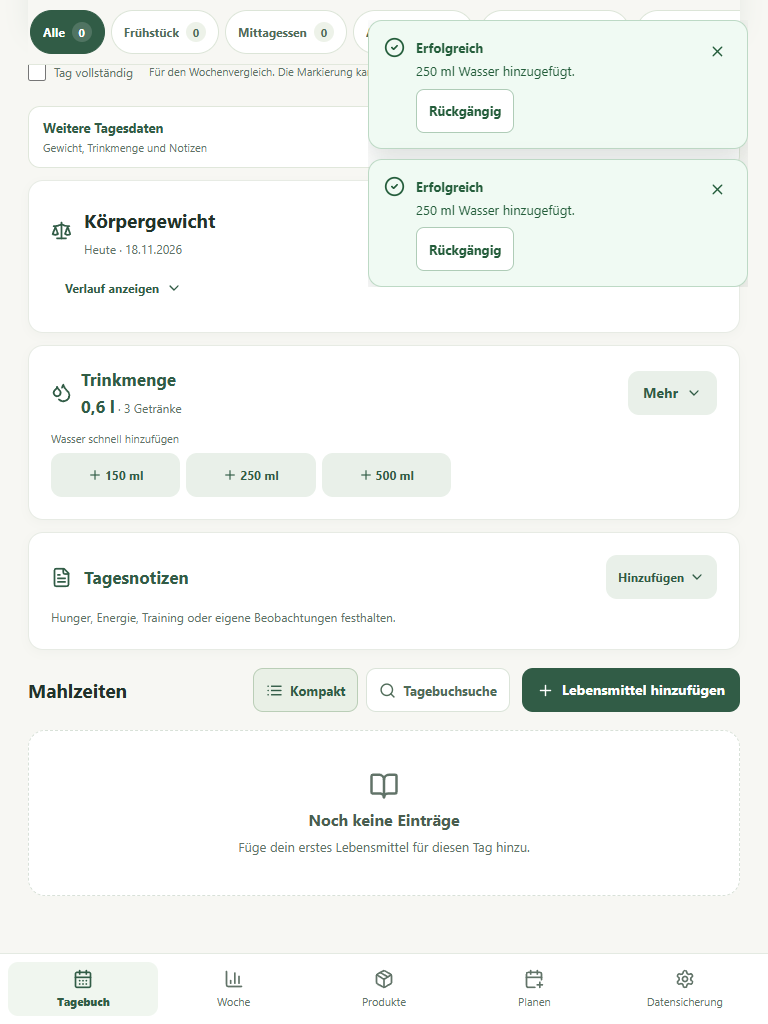 Alle 0
Frühstück 0
Mittagessen 0
Tag vollständig
Für den Wochenvergleich. Die Markierung
Erfolgreich
250 ml Wasser hinzugefügt.
Rückgängig
Erfolgreich
250 ml Wasser hinzugefügt.
Rückgängig
Weitere Tagesdaten
Gewicht, Trinkmenge und Notizen
Körpergewicht
Heute · 18.11.2026
Verlauf anzeigen
Trinkmenge
0,6 l · 3 Getränke
Mehr
Wasser schnell hinzufügen
+ 150 ml
+ 250 ml
+ 500 ml
Tagesnotizen
Hinzufügen
Hunger, Energie, Training oder eigene Beobachtungen festhalten.
Mahlzeiten
Kompakt
Tagebuchsuche
+ Lebensmittel hinzufügen
Noch keine Einträge
Füge dein erstes Lebensmittel für diesen Tag hinzu.
Tagebuch
Woche
Produkte
Planen
Datensicherung